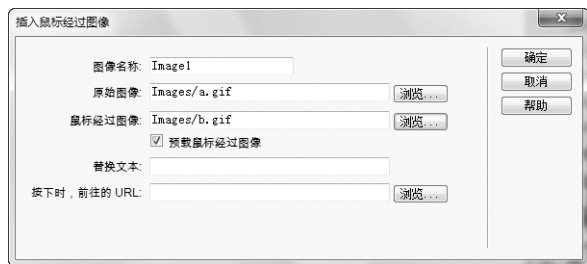 插入鼠标经过图像
图像名称: Image1
确定
原始图像: Images/a.gif 浏览...
取消
鼠标经过图像: Images/b.gif 浏览...
帮助
预载鼠标经过图像
替换文本:
按下时，前往的 URL: 浏览...